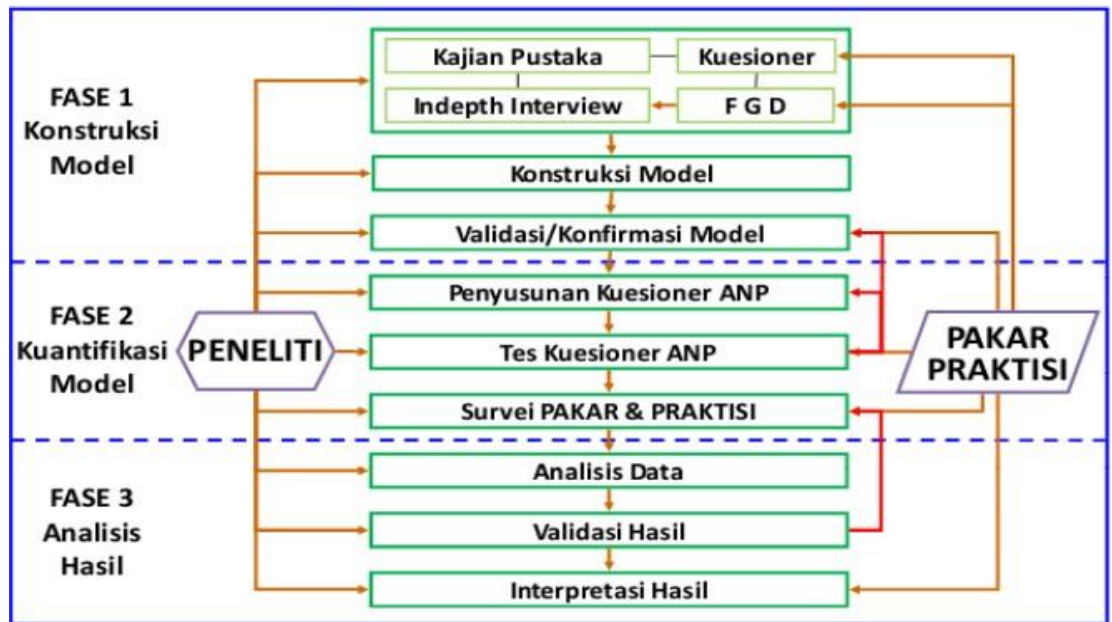 FASE 1
Konstruksi
Model
Kajian Pustaka
Kuesioner
Indepth Interview
F G D
Konstruksi Model
Validasi/Konfirmasi Model
FASE 2
Kuantifikasi
Model
PENELITI
Penyusunan Kuesioner ANP
Tes Kuesioner ANP
Survei PAKAR & PRAKTISI
PAKAR
PRAKTISI
FASE 3
Analisis
Hasil
Analisis Data
Validasi Hasil
Interpretasi Hasil